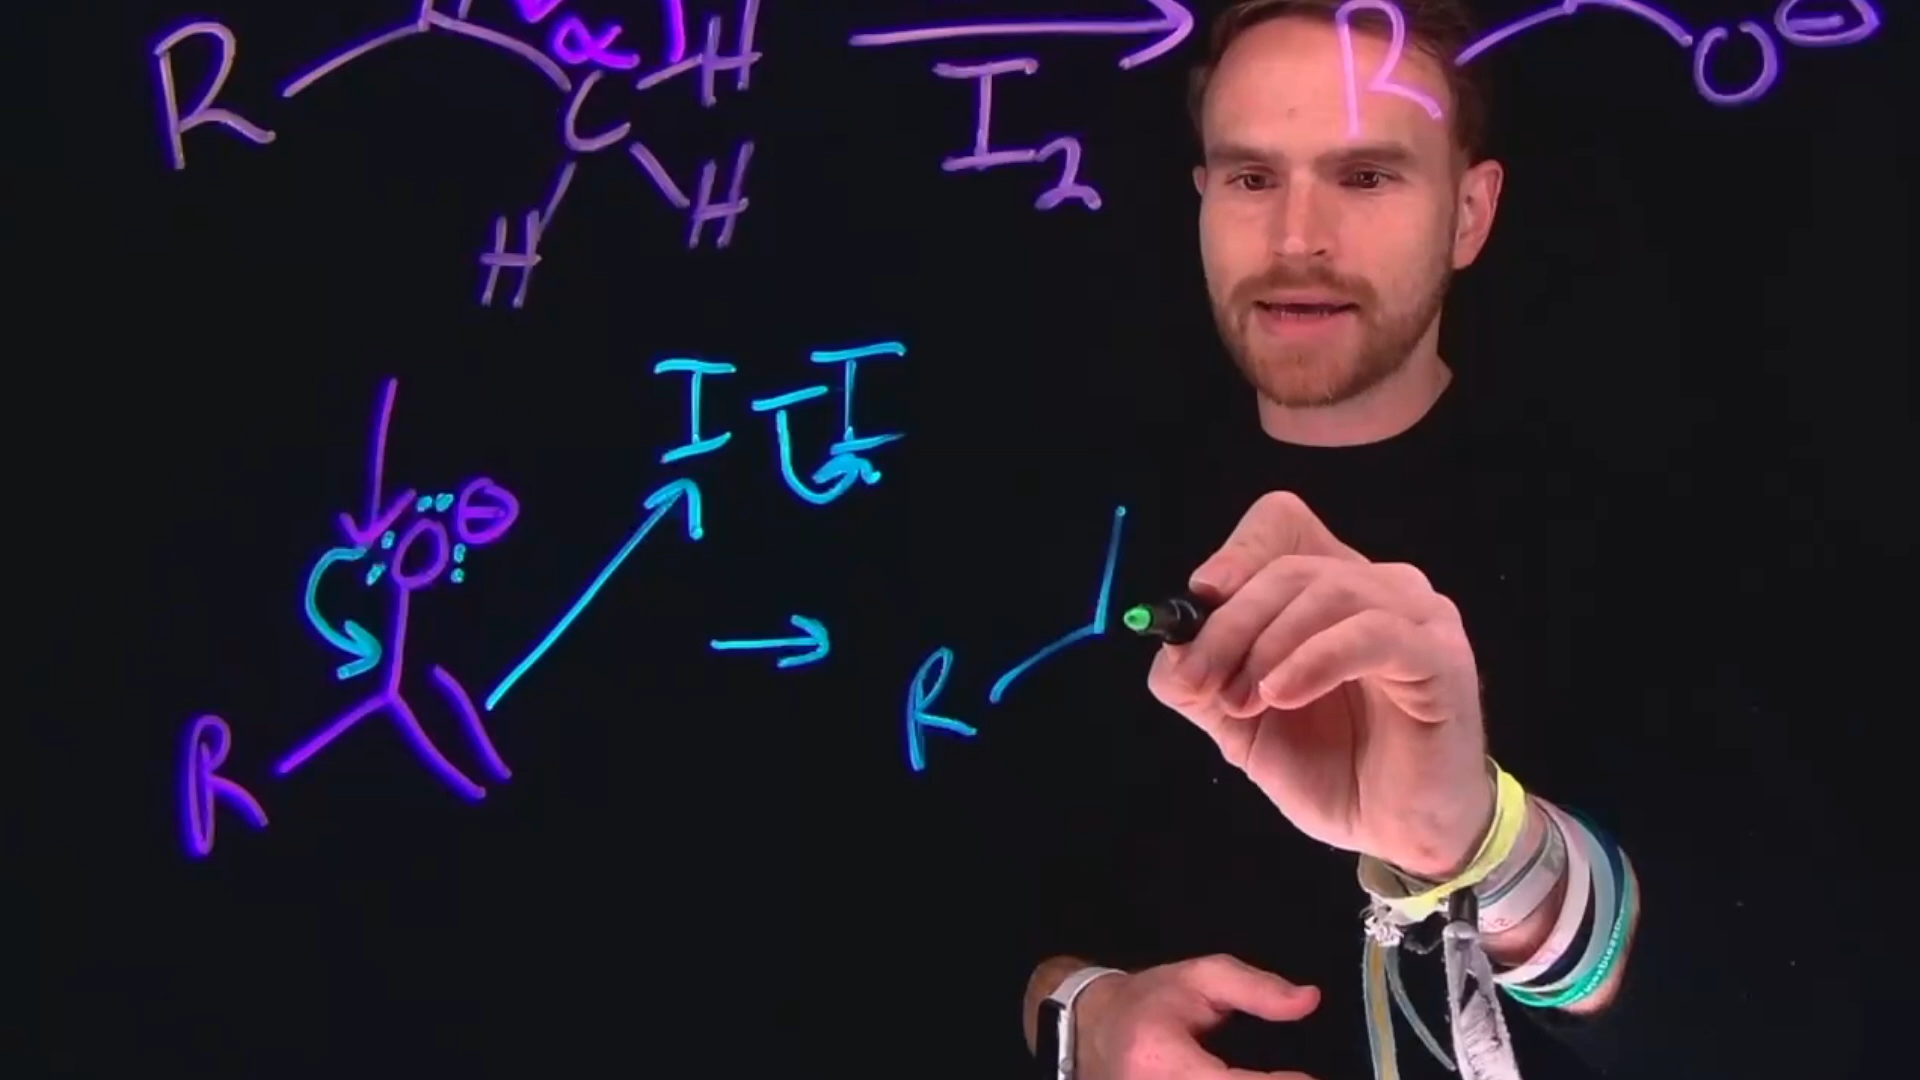 R α H → R O⊖
C I₂
H H
I I
O⊖
→
R R